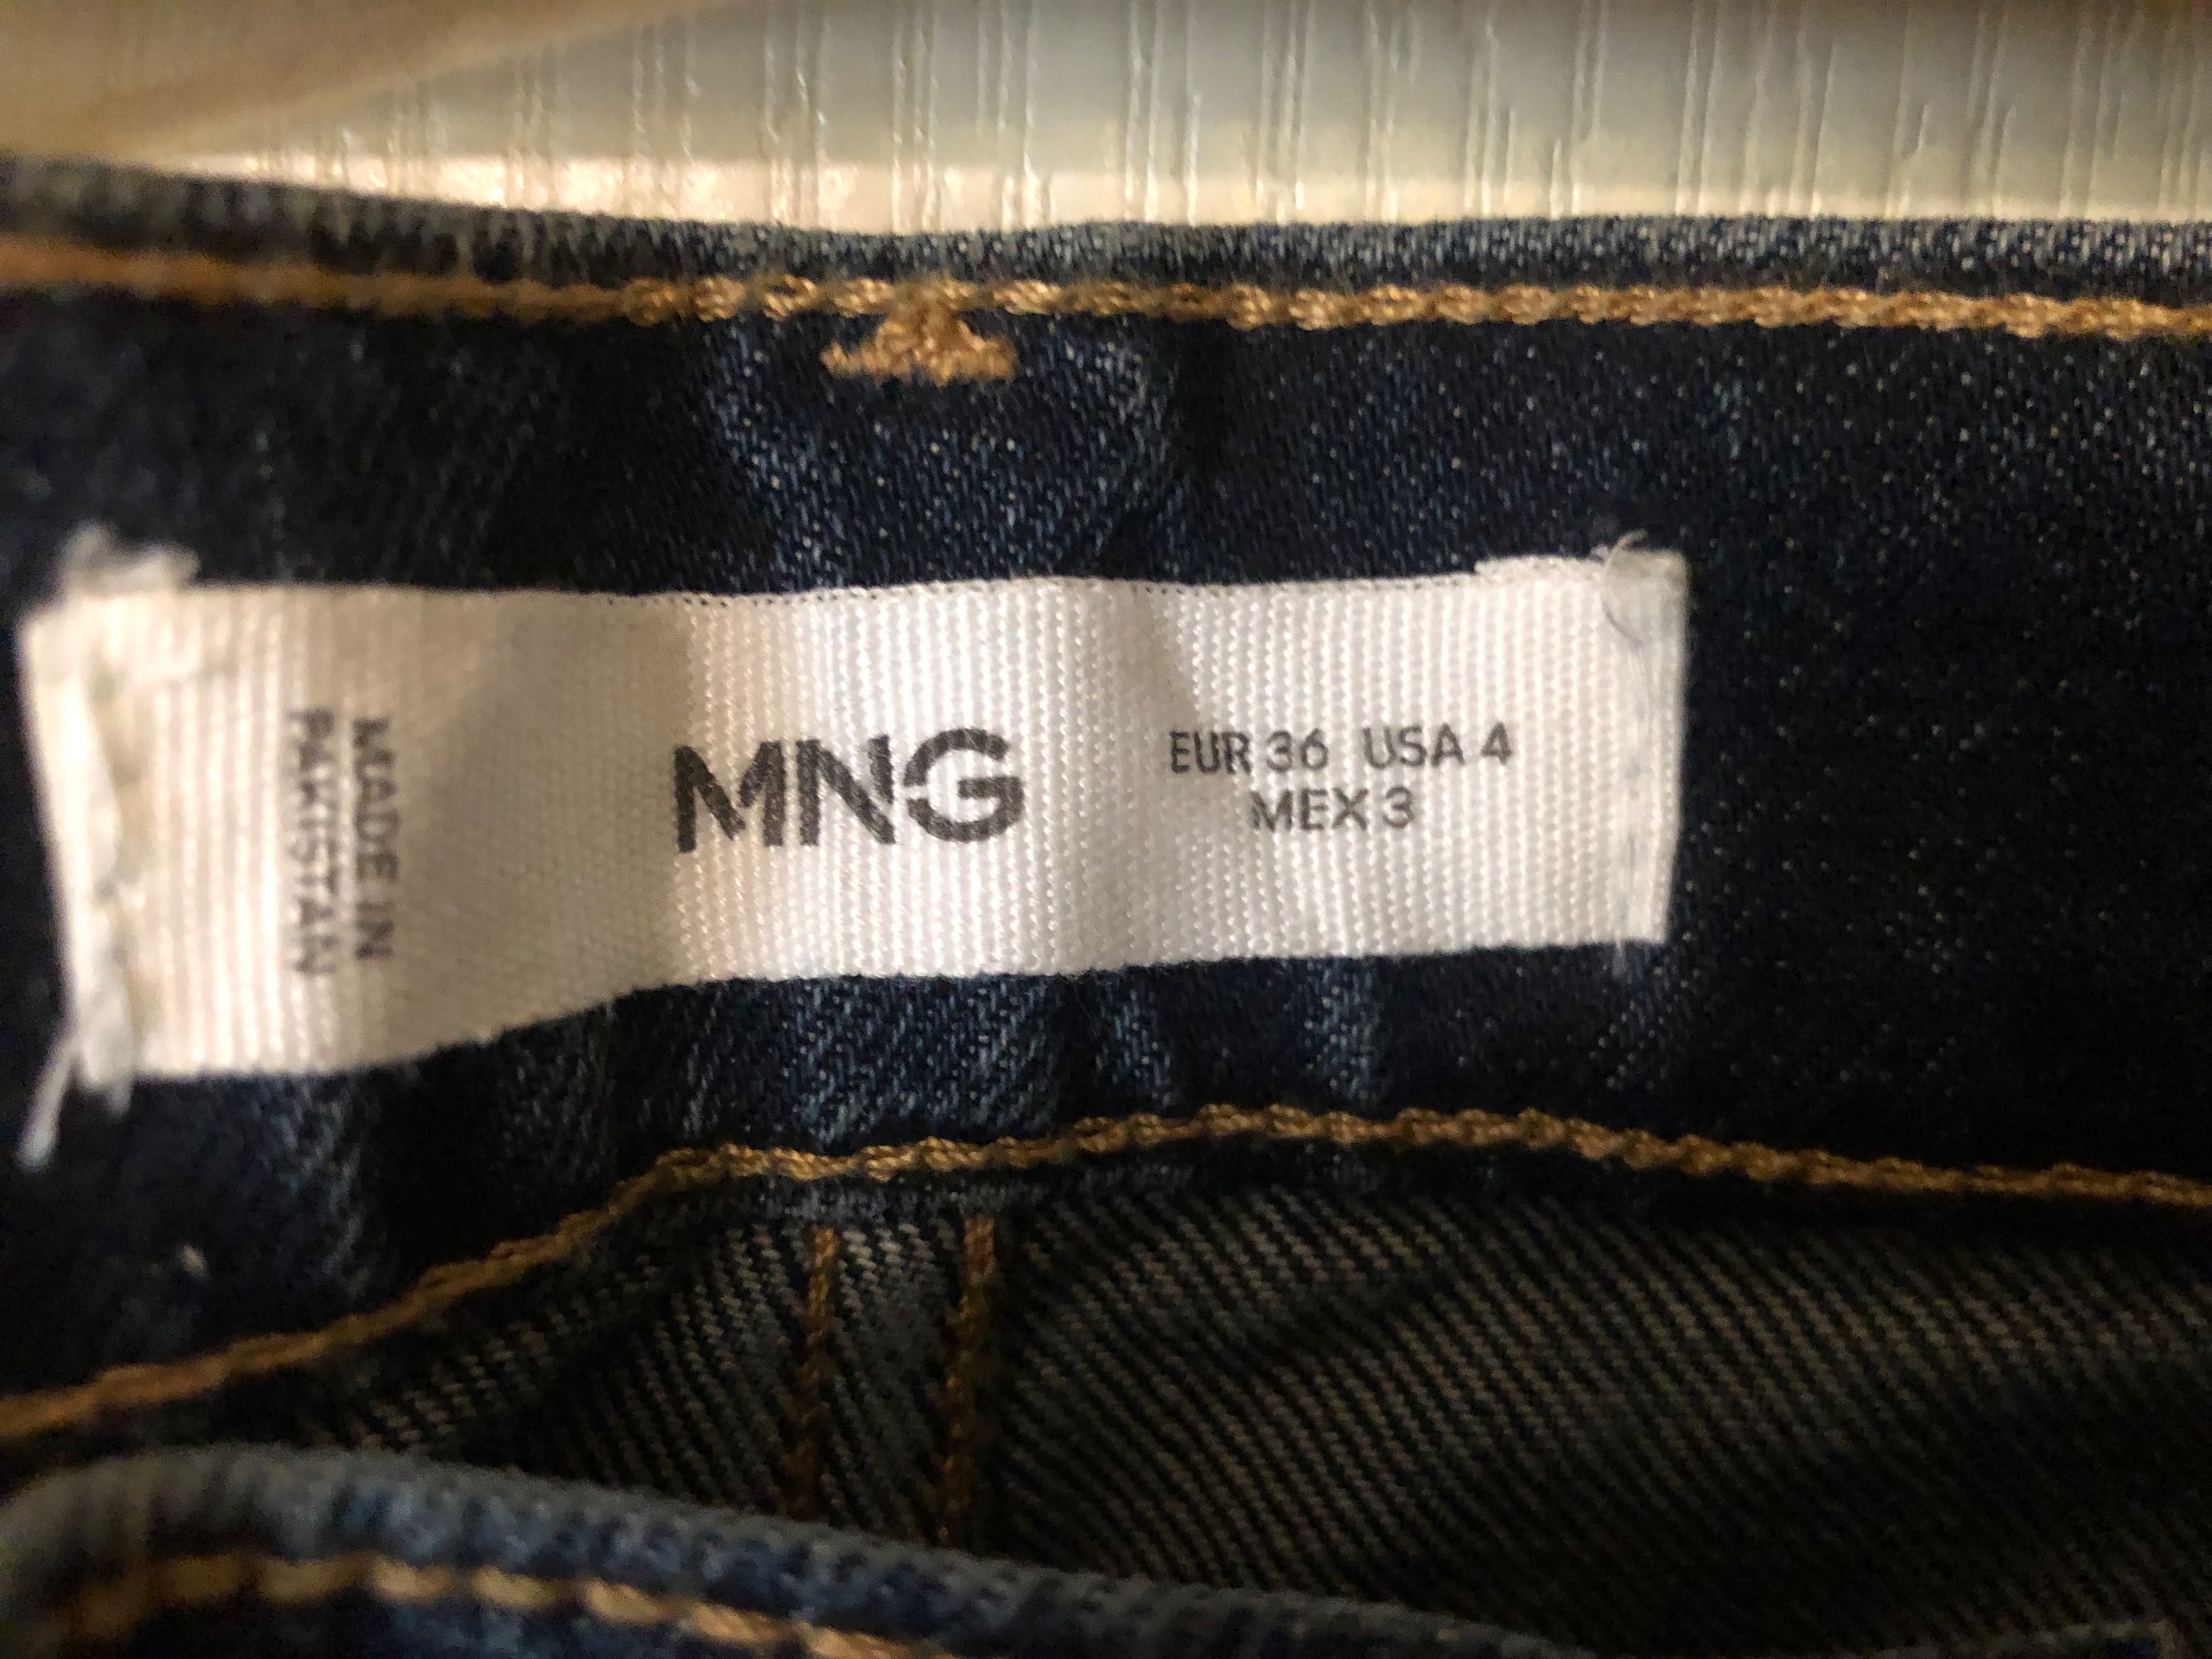 MADE IN
PAKISTAN
MNG
EUR 36 USA 4
MEX 3